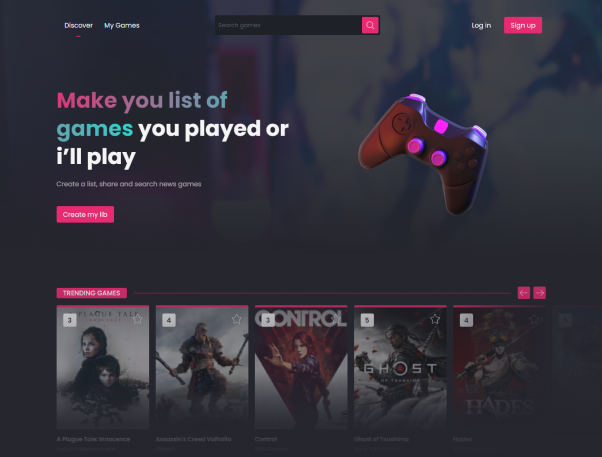 Discover My Games Search games Log in Sign up
Make you list of
games you played or
i'll play
Create a list, share and search news games
Create my lib
TRENDING GAMES
3 4 3 5 4
A PLAGUE TALE CONTROL GHOST OF TSUSHIMA HADES
A Plague Tale: Innocence Assassin's Creed Valhalla Control Ghost of Tsushima Hades